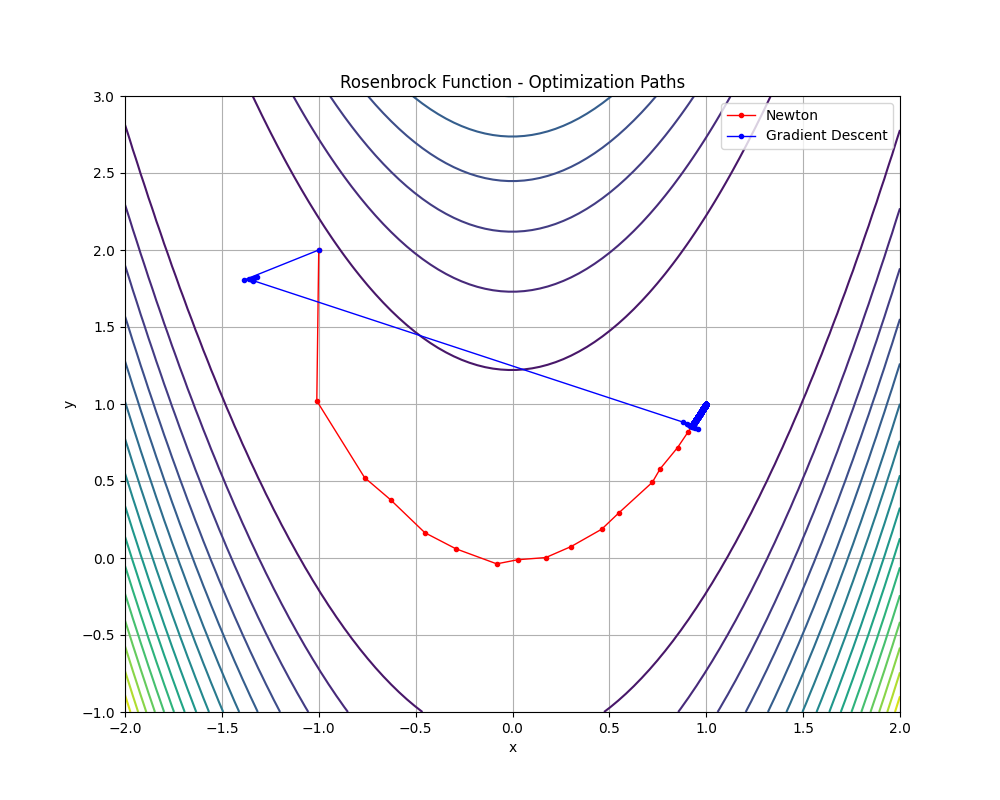 Rosenbrock Function - Optimization Paths
Newton
Gradient Descent
y
3.0
2.5
2.0
1.5
1.0
0.5
0.0
−0.5
−1.0
−2.0 −1.5 −1.0 −0.5 0.0 0.5 1.0 1.5 2.0
x